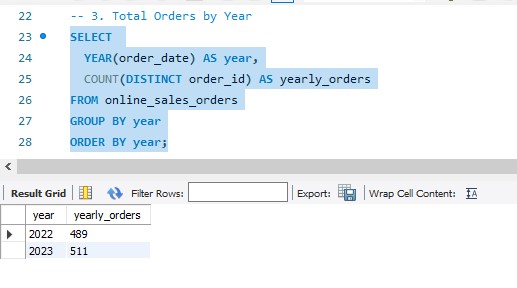 22 -- 3. Total Orders by Year
23 SELECT
24 YEAR(order_date) AS year,
25 COUNT(DISTINCT order_id) AS yearly_orders
26 FROM online_sales_orders
27 GROUP BY year
28 ORDER BY year;
Result Grid Filter Rows: Export: Wrap Cell Content: IA
year yearly_orders
2022 489
2023 511